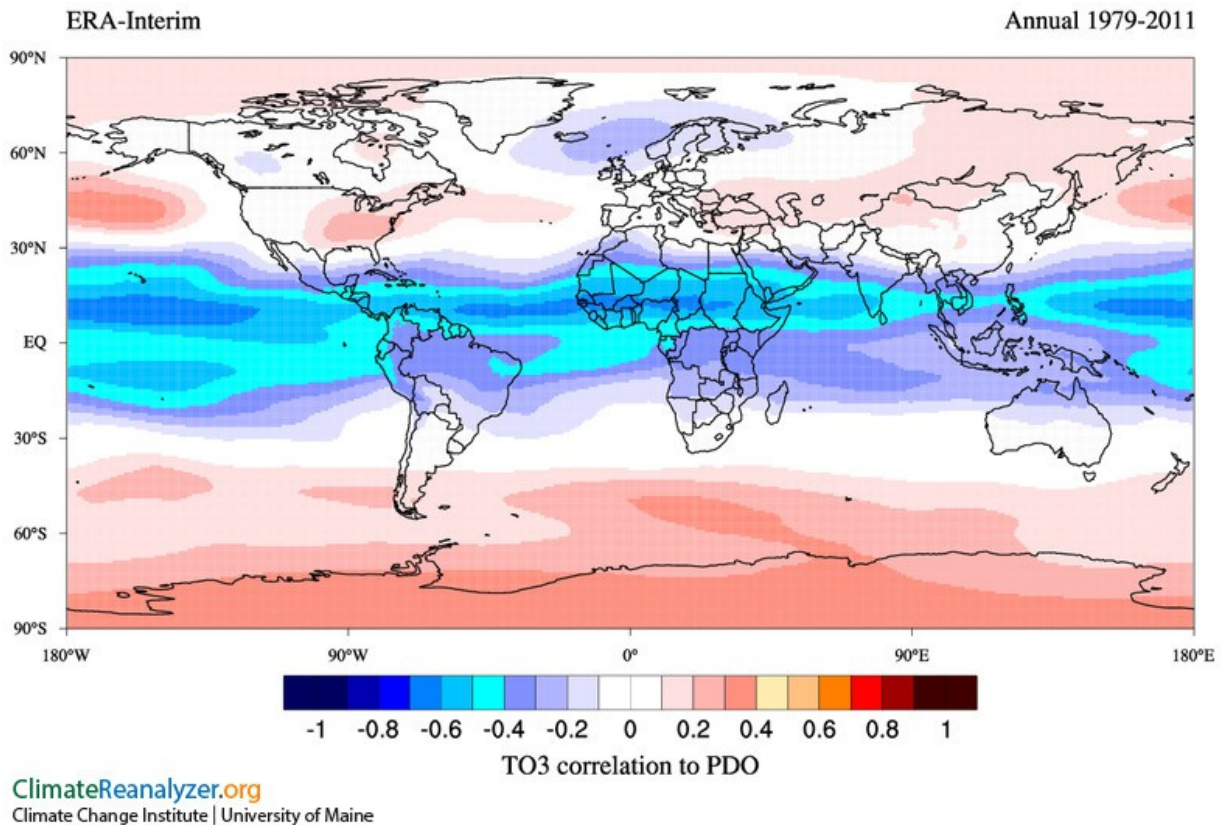 ERA-Interim
Annual 1979-2011
90°N
60°N
30°N
EQ
30°S
60°S
90°S
180°W 90°W 0° 90°E 180°E
-1 -0.8 -0.6 -0.4 -0.2 0 0.2 0.4 0.6 0.8 1
TO3 correlation to PDO
ClimateReanalyzer.org
Climate Change Institute | University of Maine